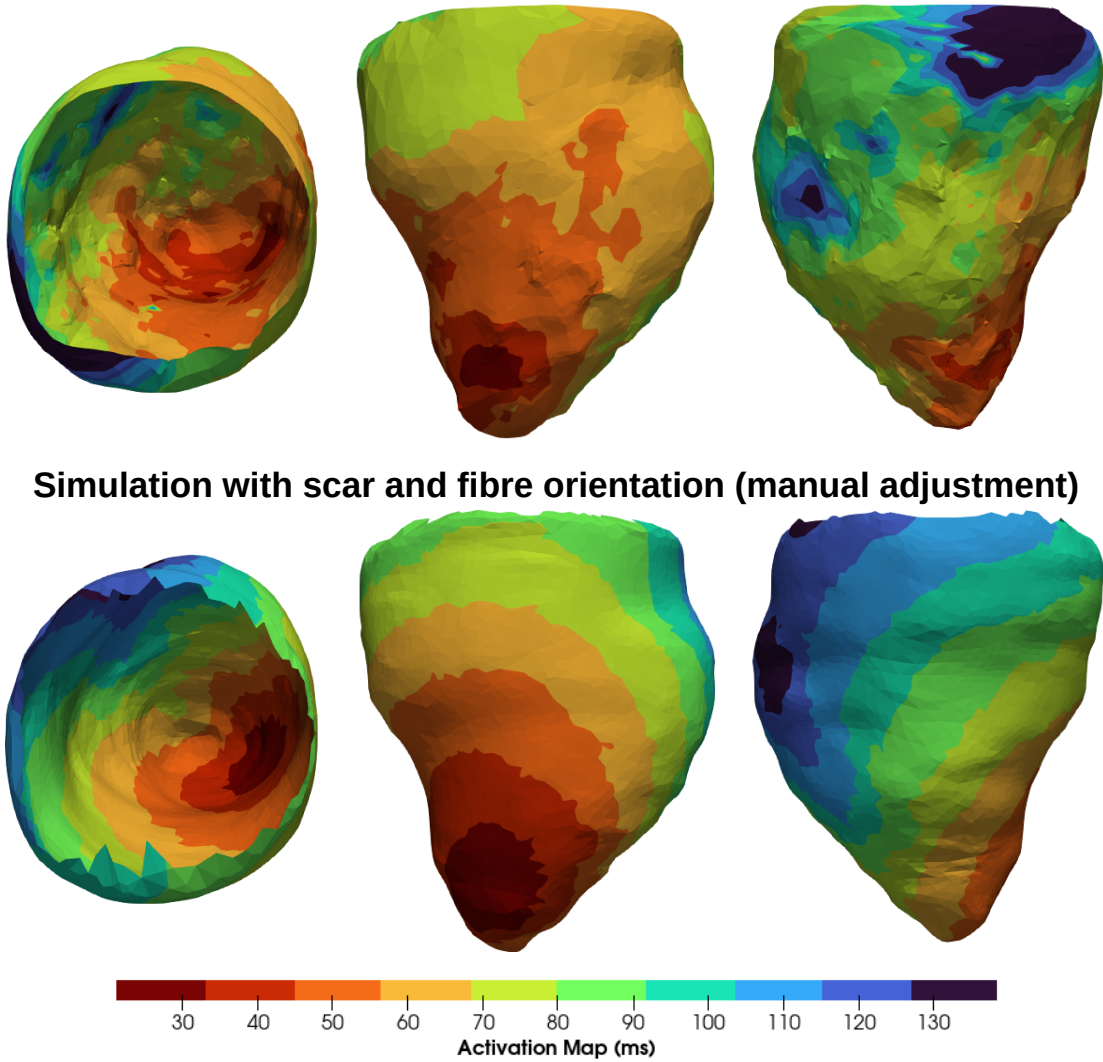 Simulation with scar and fibre orientation (manual adjustment)
30 40 50 60 70 80 90 100 110 120 130
Activation Map (ms)